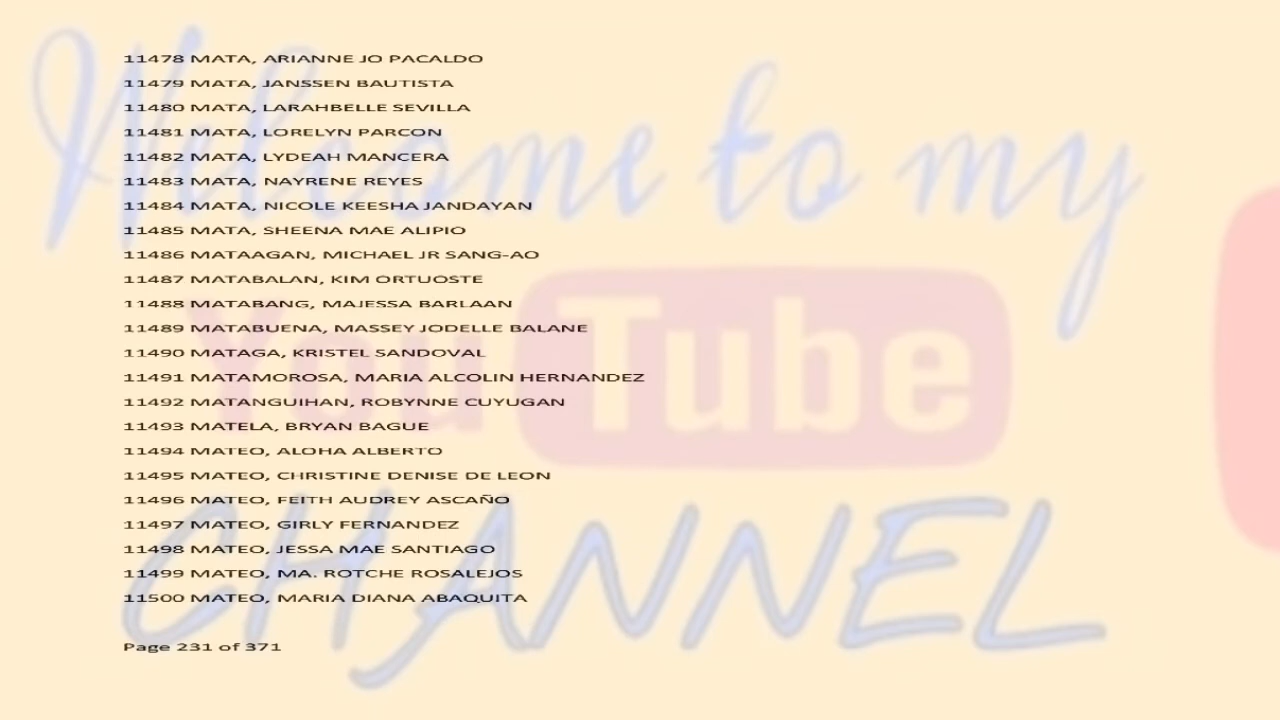 Welcome to my
YouTube
CHANNEL
11478 MATA, ARIANNE JO PACALDO
11479 MATA, JANSSEN BAUTISTA
11480 MATA, LARAHBELLE SEVILLA
11481 MATA, LORELYN PARCON
11482 MATA, LYDEAH MANCERA
11483 MATA, NAYRENE REYES
11484 MATA, NICOLE KEESHA JANDAYAN
11485 MATA, SHEENA MAE ALIPIO
11486 MATAAGAN, MICHAEL JR SANG-AO
11487 MATABALAN, KIM ORTUOSTE
11488 MATABANG, MAJESSA BARLAAN
11489 MATABUENA, MASSEY JODELLE BALANE
11490 MATAGA, KRISTEL SANDOVAL
11491 MATAMOROSA, MARIA ALCOLIN HERNANDEZ
11492 MATANGUIHAN, ROBYNNE CUYUGAN
11493 MATELA, BRYAN BAGUE
11494 MATEO, ALOHA ALBERTO
11495 MATEO, CHRISTINE DENISE DE LEON
11496 MATEO, FEITH AUDREY ASCAÑO
11497 MATEO, GIRLY FERNANDEZ
11498 MATEO, JESSA MAE SANTIAGO
11499 MATEO, MA. ROTCHE ROSALEJOS
11500 MATEO, MARIA DIANA ABAQUITA
Page 231 of 371